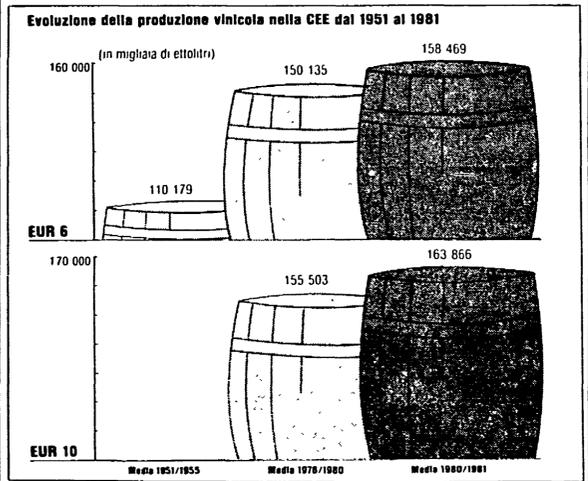 Evoluzione della produzione vinicola nella CEE dal 1951 al 1981
(in migliaia di ettolitri)
160 000
110 179
150 135
158 469
EUR 6
170 000
155 503
163 866
EUR 10
Media 1951/1955
Media 1978/1980
Media 1980/1981